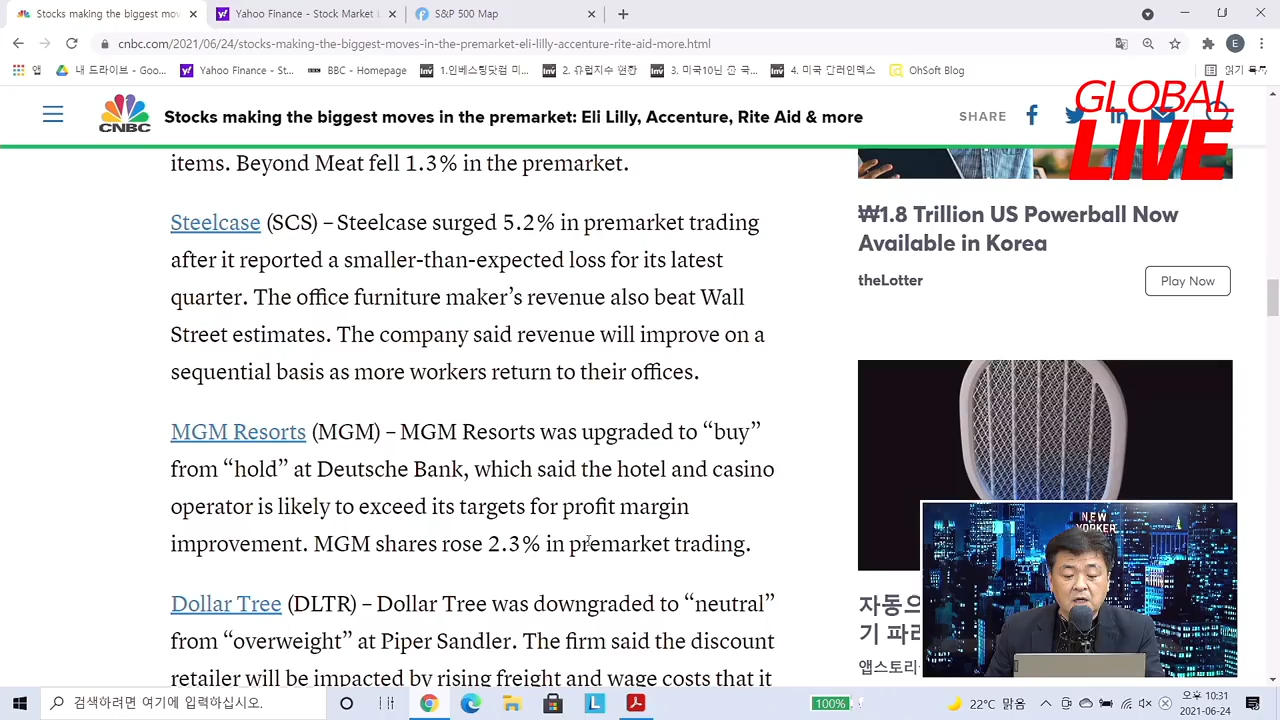 Stocks making the biggest mov
Yahoo Finance - Stock Market L
S&P 500 Map
cnbc.com/2021/06/24/stocks-making-the-biggest-moves-in-the-premarket-eli-lilly-accenture-rite-aid-more.html
E
앱
내 드라이브 - Goo...
Yahoo Finance - St...
BBC - Homepage
1.인베스팅닷컴 미...
2. 유럽지수 현황
3. 미국10년 물 국...
4. 미국 달러인덱스
OhSoft Blog
읽기 목록
CNBC
Stocks making the biggest moves in the premarket: Eli Lilly, Accenture, Rite Aid & more
SHARE
GLOBAL
LIVE
items. Beyond Meat fell 1.3% in the premarket.
Steelcase (SCS) – Steelcase surged 5.2% in premarket trading
after it reported a smaller-than-expected loss for its latest
quarter. The office furniture maker’s revenue also beat Wall
Street estimates. The company said revenue will improve on a
sequential basis as more workers return to their offices.
MGM Resorts (MGM) – MGM Resorts was upgraded to “buy”
from “hold” at Deutsche Bank, which said the hotel and casino
operator is likely to exceed its targets for profit margin
improvement. MGM shares rose 2.3% in premarket trading.
Dollar Tree (DLTR) – Dollar Tree was downgraded to “neutral”
from “overweight” at Piper Sandler. The firm said the discount
retailer will be impacted by rising freight and wage costs that it
₩1.8 Trillion US Powerball Now
Available in Korea
theLotter
Play Now
자동으
기 파리
앱스토리
NEW
YORKER
검색하려면 여기에 입력하십시오.
100%
22℃ 맑음
오후 10:31
2021-06-24